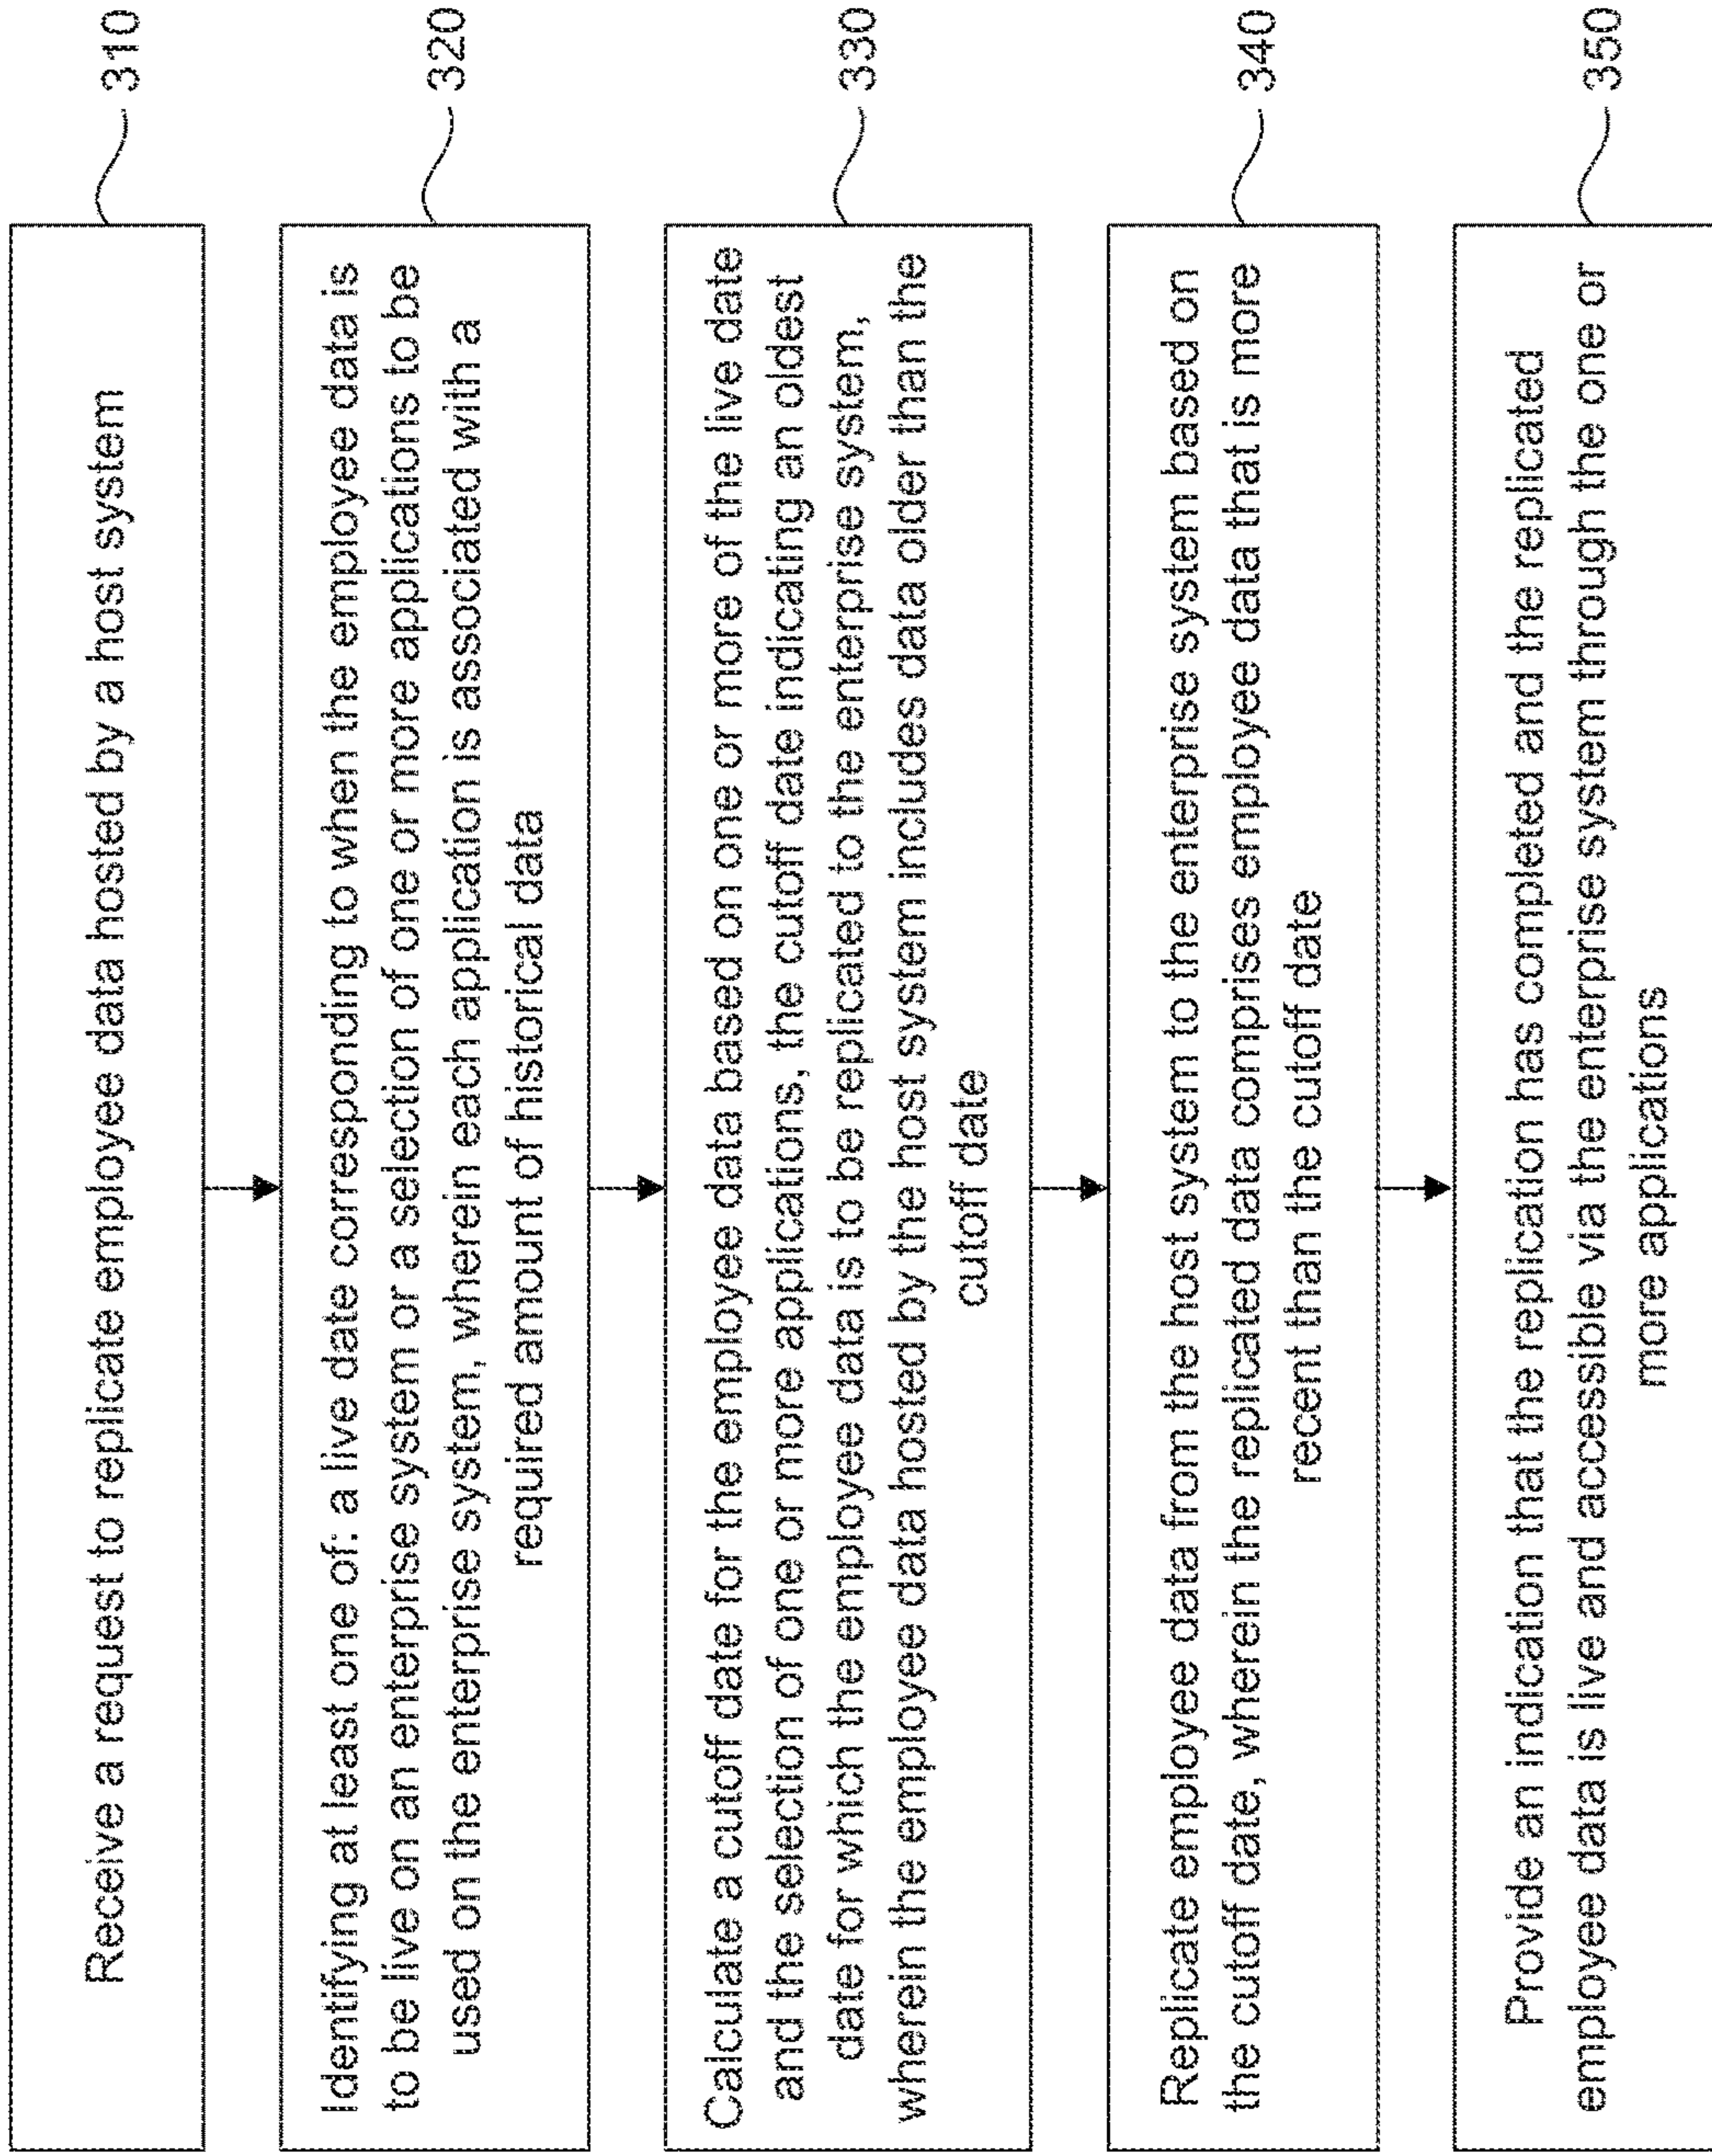 Receive a request to replicate employee data hosted by a host system
310
Identifying at least one of: a live date corresponding to when the employee data is
to be live on an enterprise system or a selection of one or more applications to be
used on the enterprise system, wherein each application is associated with a
required amount of historical data
320
Calculate a cutoff date for the employee data based on one or more of the live date
and the selection of one or more applications, the cutoff date indicating an oldest
date for which the employee data is to be replicated to the enterprise system,
wherein the employee data hosted by the host system includes data older than the
cutoff date
330
Replicate employee data from the host system to the enterprise system based on
the cutoff date, wherein the replicated data comprises employee data that is more
recent than the cutoff date
340
Provide an indication that the replication has completed and the replicated
employee data is live and accessible via the enterprise system through the one or
more applications
350